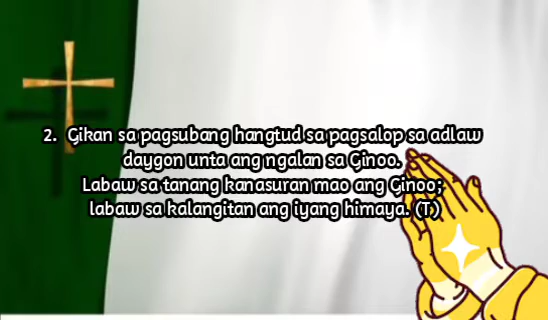 2. Gikan sa pagsubang hangtud sa pagsalop sa adlaw
daygon unta ang ngalan sa Ginoo.
Labaw sa tanang kanasuran mao ang Ginoo;
labaw sa kalangitan ang iyang himaya. (T)